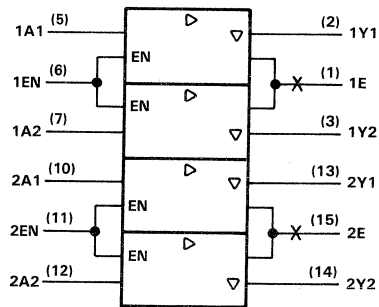 (5) (2)
1A1 1Y1
EN
(6) (1)
1EN 1E
EN
(7) (3)
1A2 1Y2
(10) (13)
2A1 2Y1
EN
(11) (15)
2EN 2E
EN
(12) (14)
2A2 2Y2